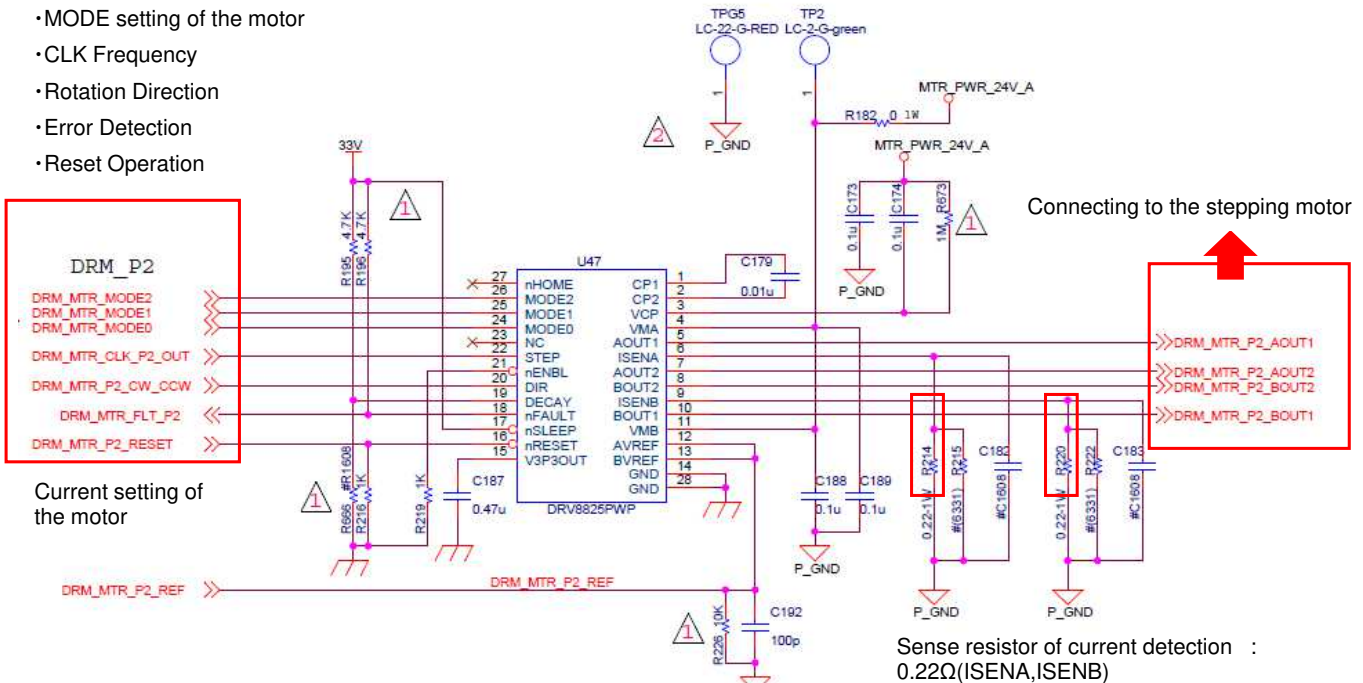 ・MODE setting of the motor
・CLK Frequency
・Rotation Direction
・Error Detection
・Reset Operation
TPG5
LC-22-G-RED
TP2
LC-2-G-green
1
1
P_GND
2
R182
0 1W
MTR_PWR_24V_A
MTR_PWR_24V_A
C173
0.1u
C174
0.1u
1M
R673
1
P_GND
33V
1
R195
4.7K
R196
4.7K
Connecting to the stepping motor
DRM_P2
DRM_MTR_MODE2
DRM_MTR_MODE1
DRM_MTR_MODE0
DRM_MTR_CLK_P2_OUT
DRM_MTR_P2_CW_CCW
DRM_MTR_FLT_P2
DRM_MTR_P2_RESET
U47
27 nHOME
26 MODE2
25 MODE1
24 MODE0
23 NC
22 STEP
21 nENBL
20 DIR
19 DECAY
18 nFAULT
17 nSLEEP
16 nRESET
15 V3P3OUT
CP1 1
CP2 2
VCP 3
VMA 4
AOUT1 5
ISENA 6
AOUT2 7
BOUT2 8
ISENB 9
BOUT1 10
VMB 11
AVREF 12
BVREF 13
GND 14
GND 28
DRV8825PWP
C179
0.01u
DRM_MTR_P2_AOUT1
DRM_MTR_P2_AOUT2
DRM_MTR_P2_BOUT2
DRM_MTR_P2_BOUT1
Current setting of
the motor
1
R666
#R1608
R216
1K
R219
1K
C187
0.47u
C188
0.1u
C189
0.1u
P_GND
R214
0.22-1W
R215
#(6331)
C182
#C1608
P_GND
R220
0.22-1W
R222
#(6331)
C183
#C1608
P_GND
DRM_MTR_P2_REF
DRM_MTR_P2_REF
1
R226
10K
C192
100p
Sense resistor of current detection :
0.22Ω(ISENA,ISENB)